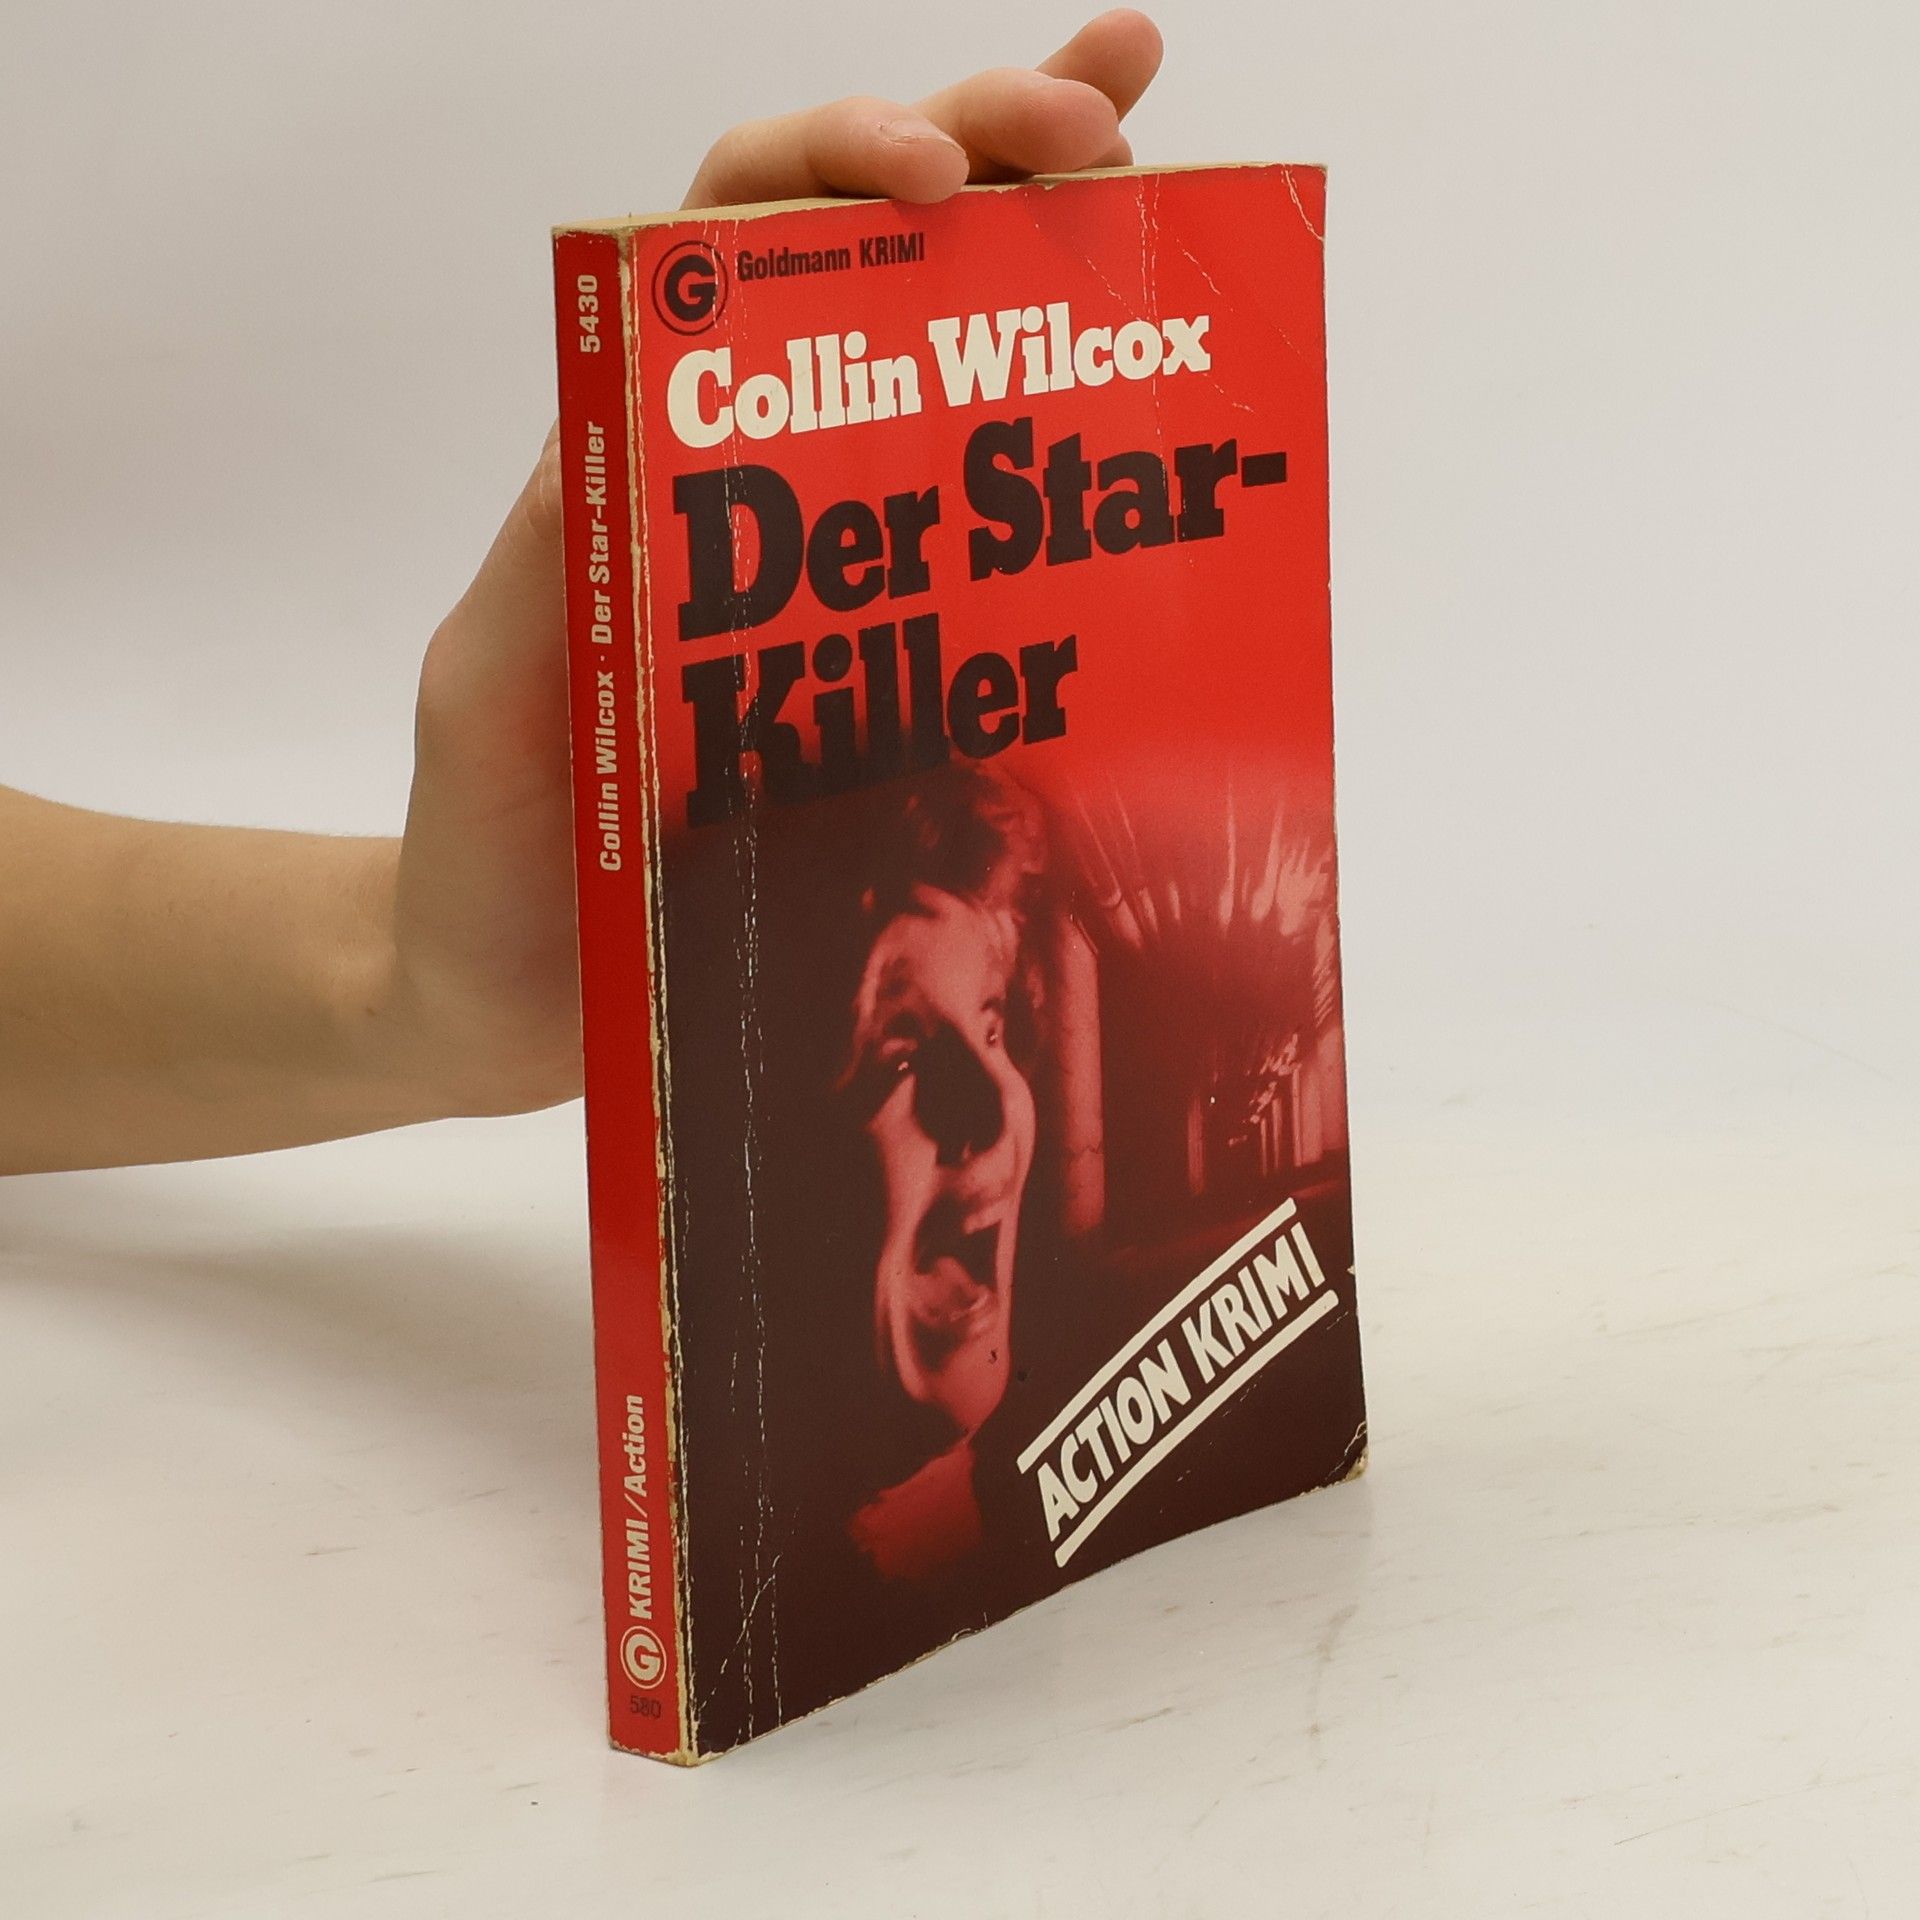 G Goldmann KRIMI
Collin Wilcox
Der Star-
Killer
ACTION KRIMI
5430
Collin Wilcox · Der Star-Killer
G KRIMI/Action
580